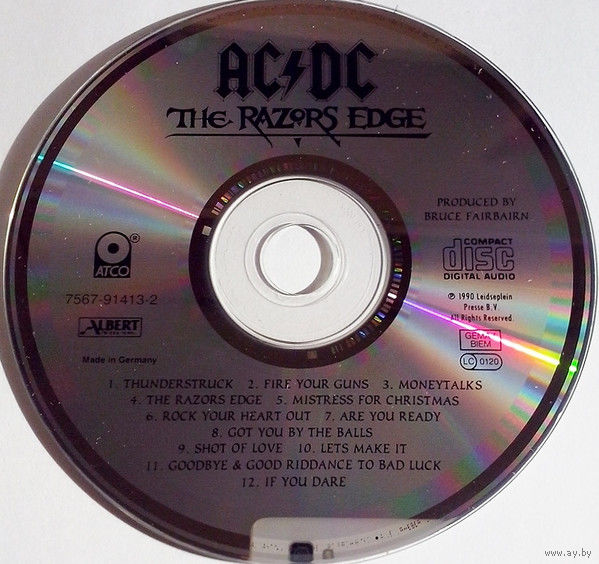 AC⚡DC
THE RAZORS EDGE
PRODUCED BY
BRUCE FAIRBAIRN
COMPACT
disc
DIGITAL AUDIO
ATCO
®
7567-91413-2
ALBERT
Made in Germany
℗ 1990 Leidseplein
Presse B.V.
All Rights Reserved.
GEMA
BIEM
LC 0120
1. THUNDERSTRUCK 2. FIRE YOUR GUNS 3. MONEYTALKS
4. THE RAZORS EDGE 5. MISTRESS FOR CHRISTMAS
6. ROCK YOUR HEART OUT 7. ARE YOU READY
8. GOT YOU BY THE BALLS
9. SHOT OF LOVE 10. LETS MAKE IT
11. GOODBYE & GOOD RIDDANCE TO BAD LUCK
12. IF YOU DARE
www.ay.by